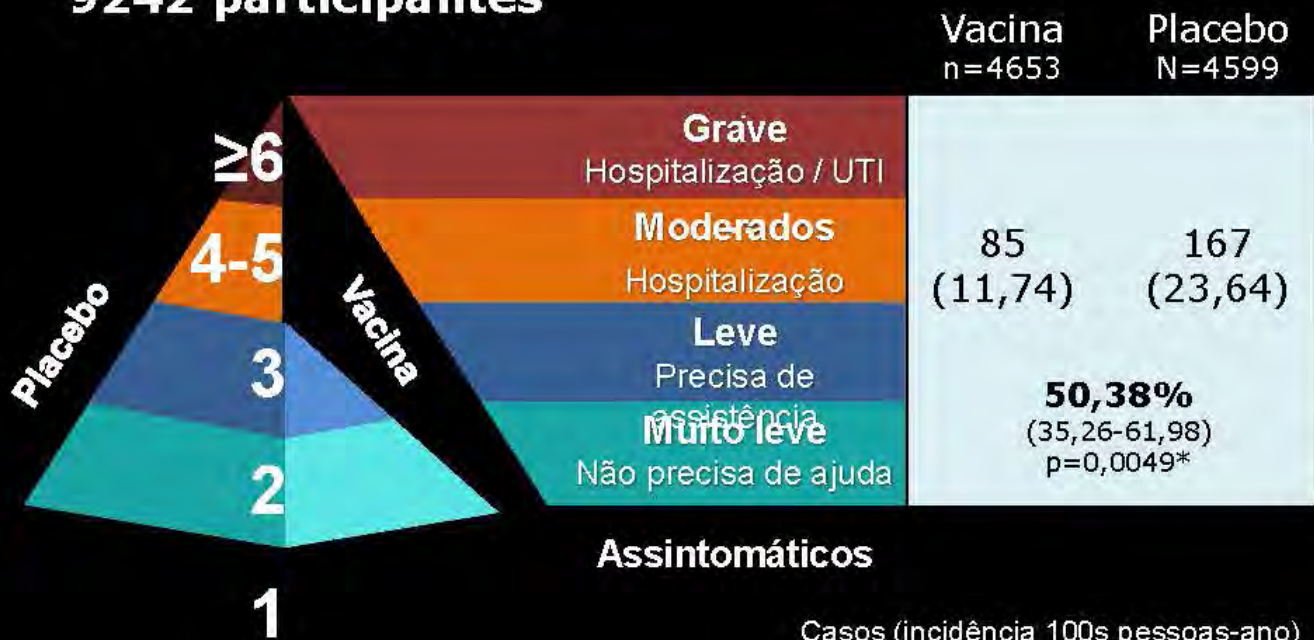 9242 participantes
Vacina
n=4653
Placebo
N=4599
≥6
4-5
3
2
1
Placebo
Vacina
Grave
Hospitalização / UTI
Moderados
Hospitalização
Leve
Precisa de
assistência
Muito leve
Não precisa de ajuda
Assintomáticos
85
(11,74)
167
(23,64)
50,38%
(35,26-61,98)
p=0,0049*
Casos (incidência 100s pessoas-ano)